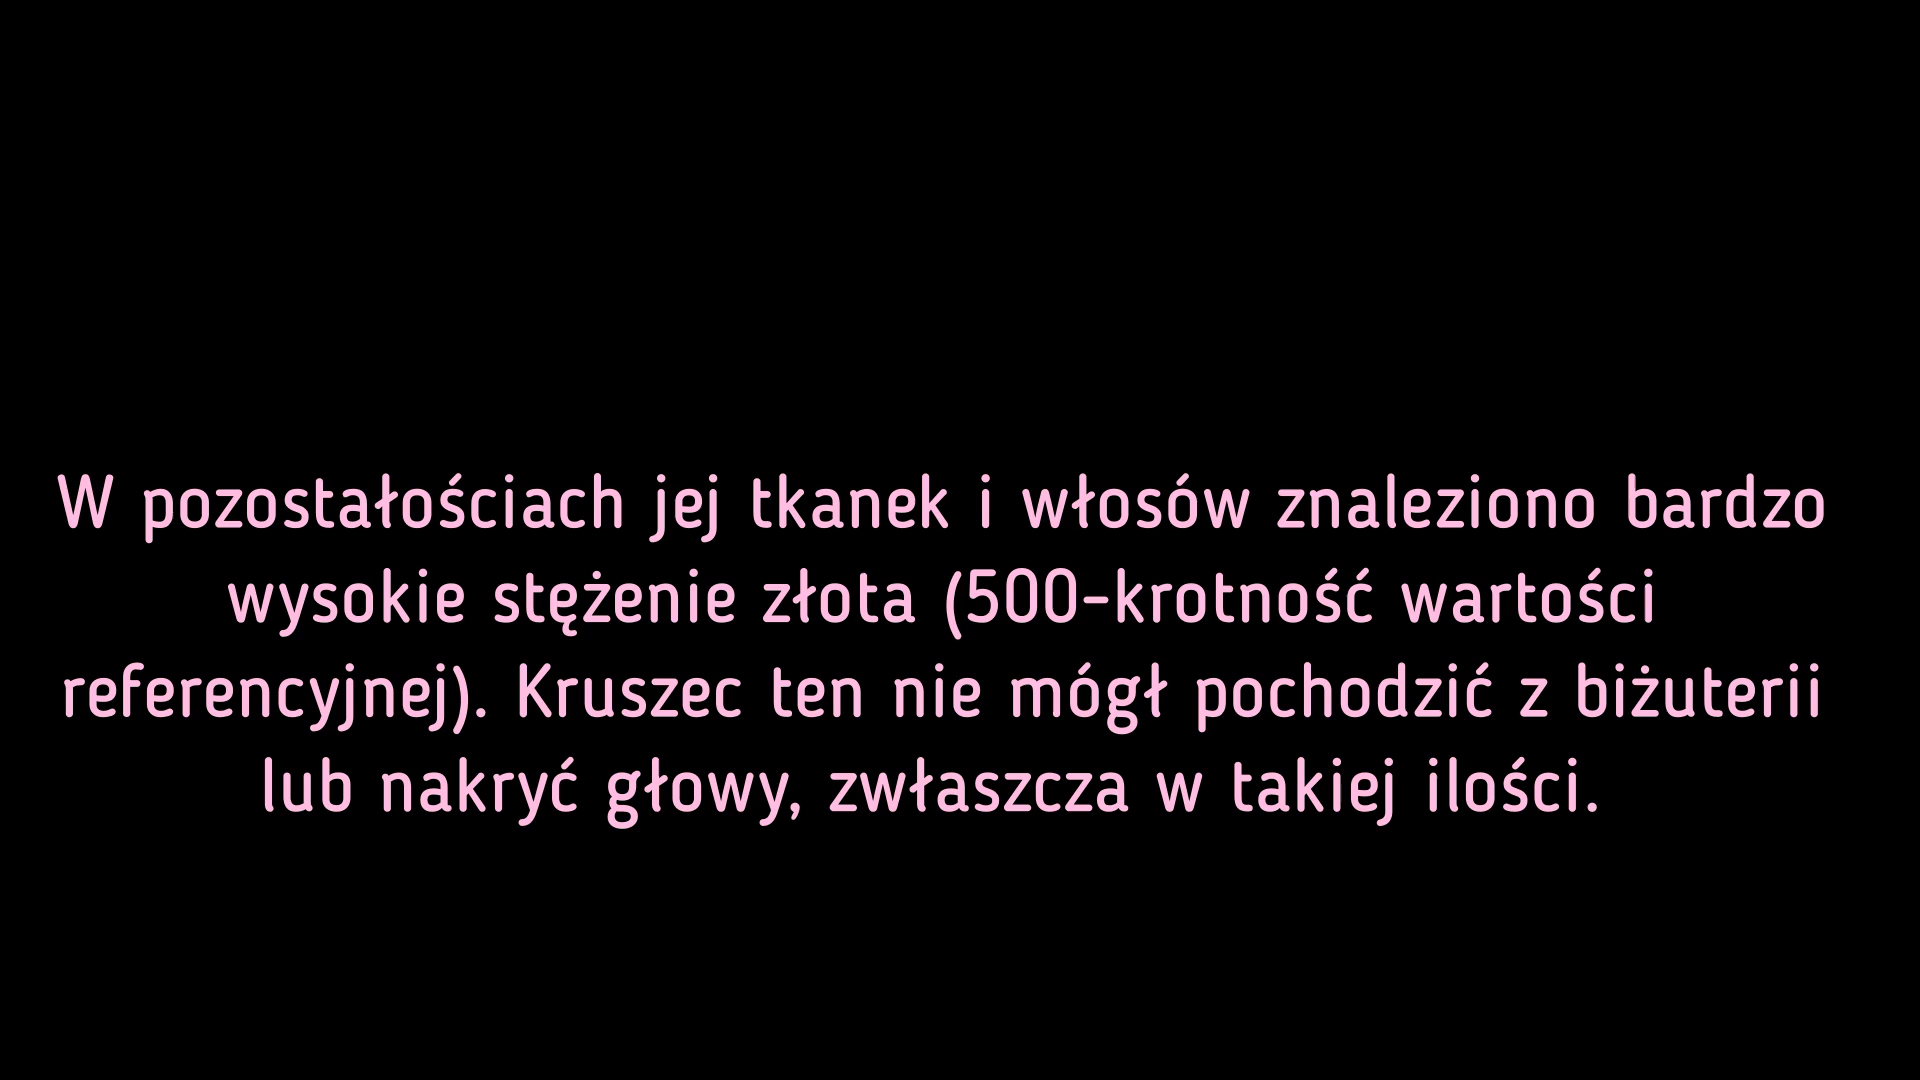 W pozostałościach jej tkanek i włosów znaleziono bardzo
wysokie stężenie złota (500-krotność wartości
referencyjnej). Kruszec ten nie mógł pochodzić z biżuterii
lub nakryć głowy, zwłaszcza w takiej ilości.